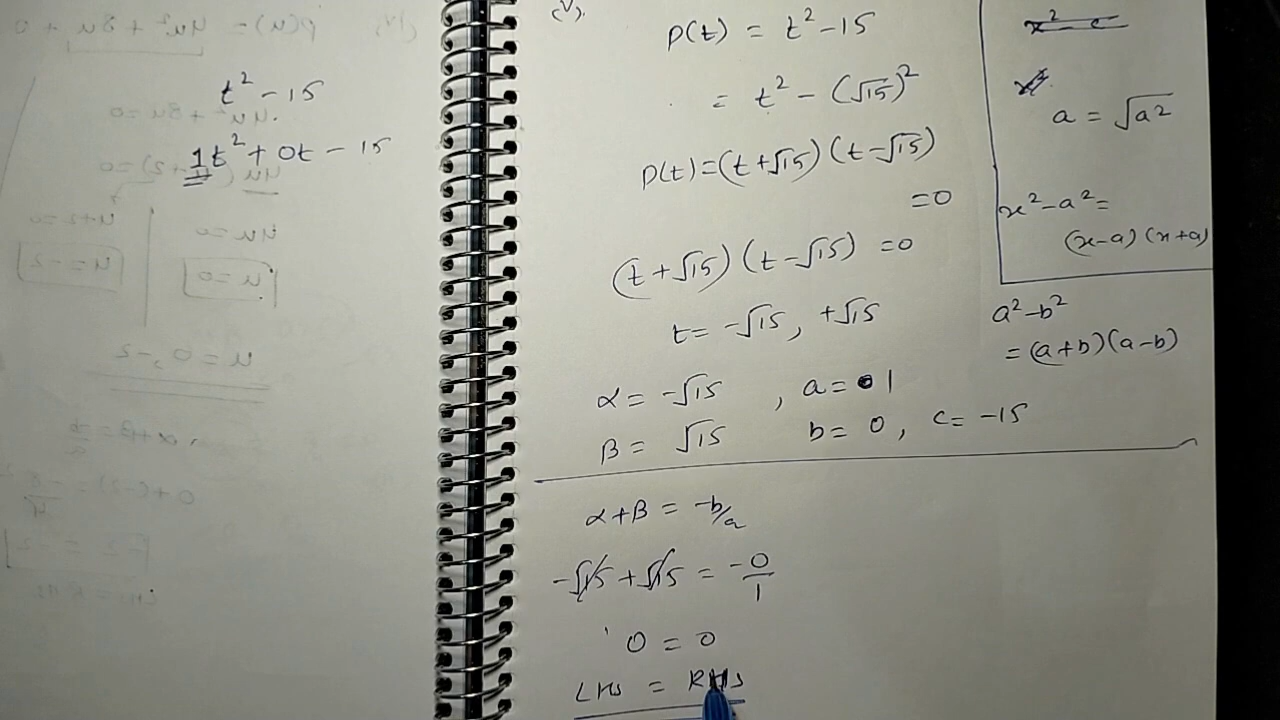 t² - 15
1t² + 0t - 15
(V).
P(t) = t² - 15
= t² - (√15)²
P(t) = (t+√15) (t-√15)
= 0
(t+√15) (t-√15) = 0
t = -√15, +√15
α = -√15 , a = 1
β = √15 b = 0, c = -15
α+β = -b/a
-√15 + √15 = -0/1
0 = 0
LHS = RHS
x² - c
a = √a²
x² - a² =
(x-a) (x+a)
a² - b²
= (a+b) (a-b)